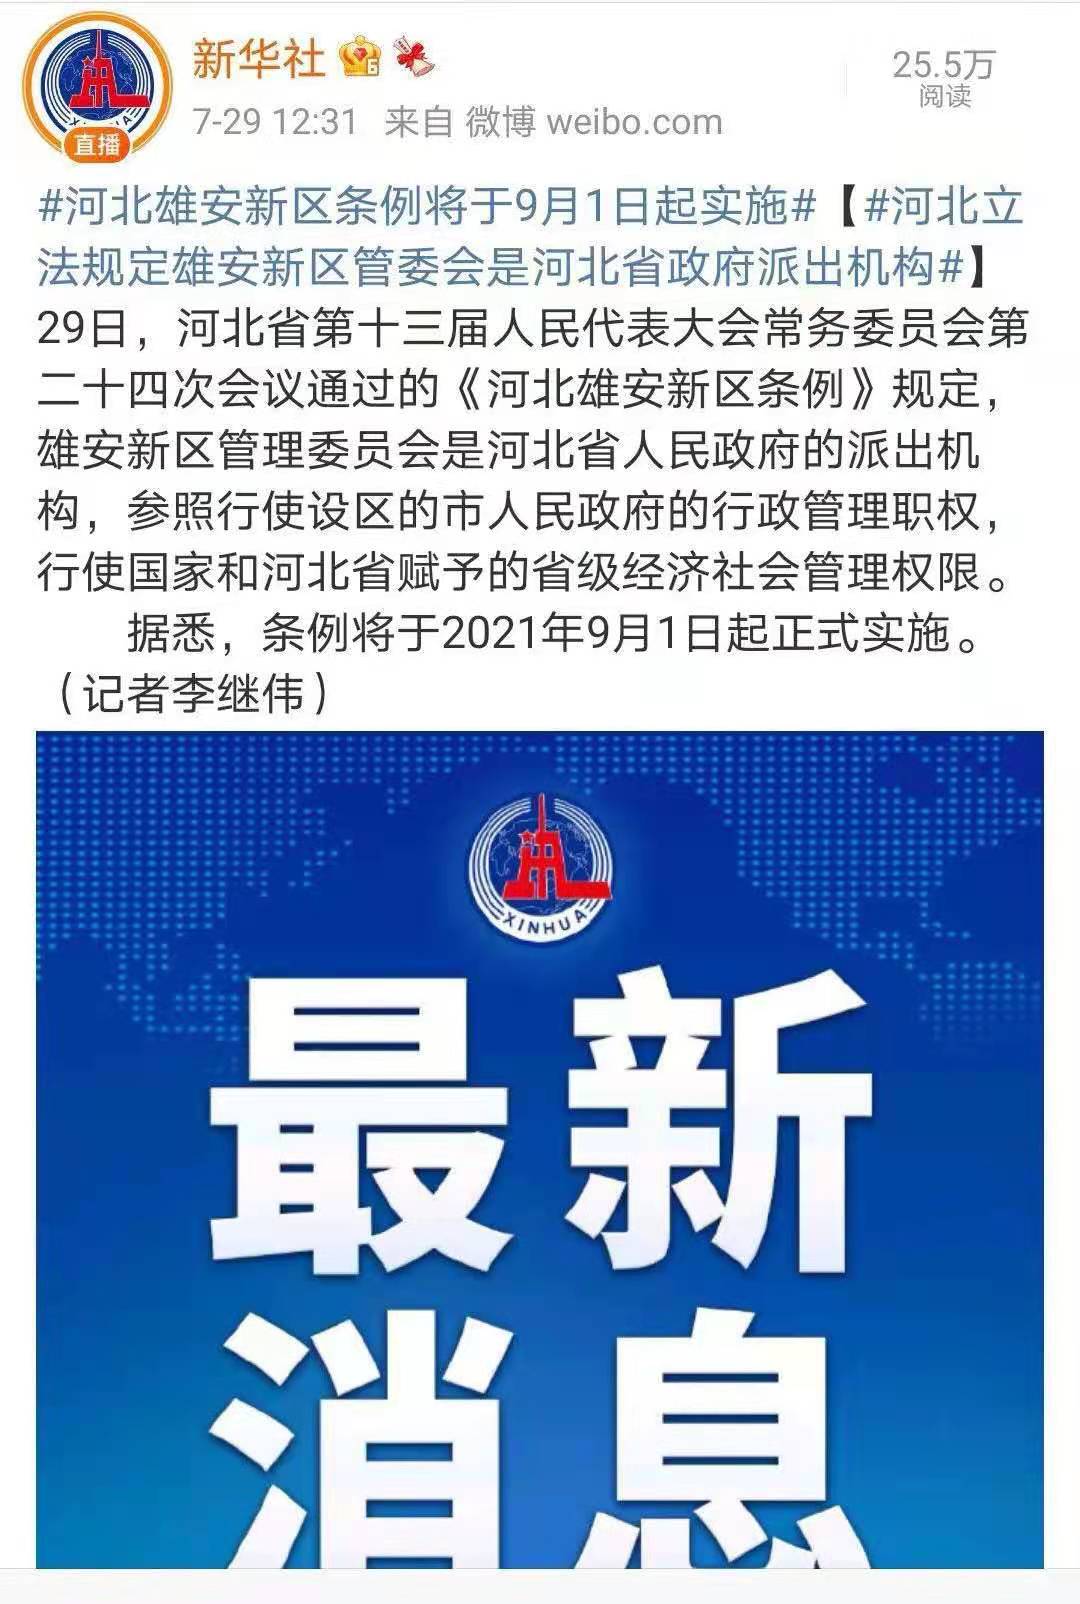 新华社
25.5万
阅读
7-29 12:31 来自 微博 weibo.com
直播
#河北雄安新区条例将于9月1日起实施#【#河北立
法规定雄安新区管委会是河北省政府派出机构#】
29日，河北省第十三届人民代表大会常务委员会第
二十四次会议通过的《河北雄安新区条例》规定，
雄安新区管理委员会是河北省人民政府的派出机
构，参照行使设区的市人民政府的行政管理职权，
行使国家和河北省赋予的省级经济社会管理权限。
据悉，条例将于2021年9月1日起正式实施。
（记者李继伟）
XINHUA
最新
消息